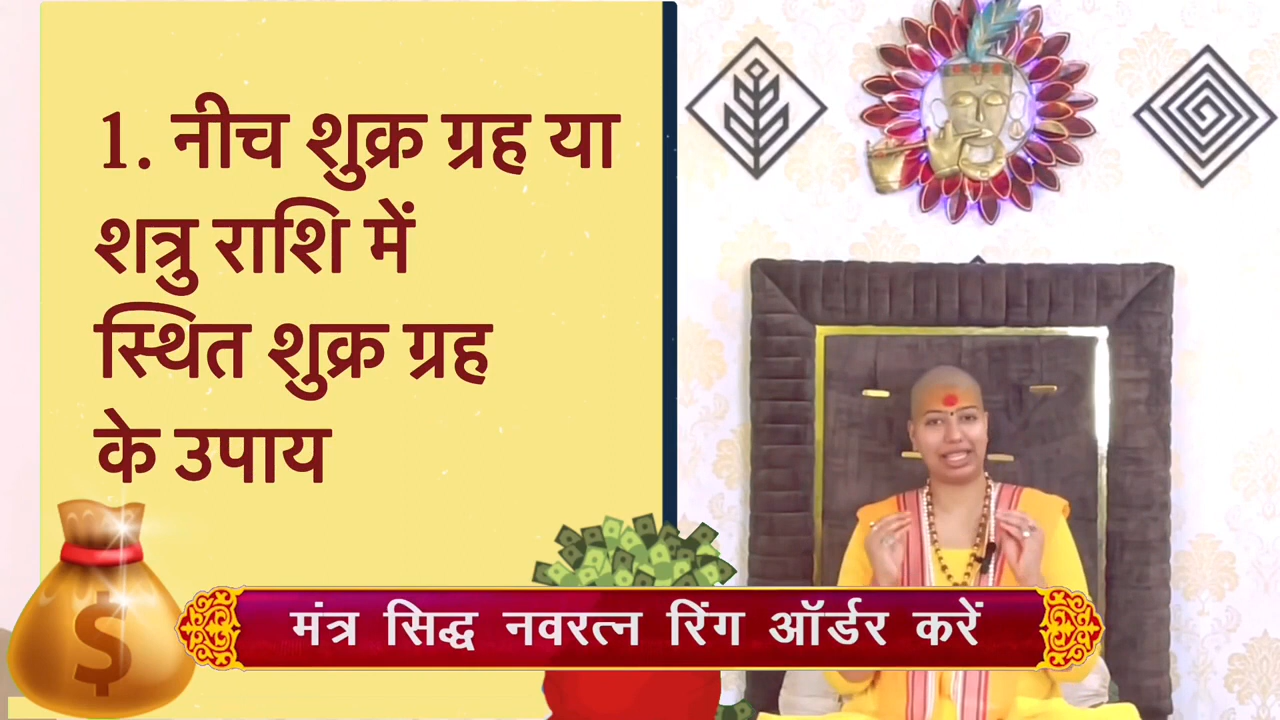 1. नीच शुक्र ग्रह या
शत्रु राशि में
स्थित शुक्र ग्रह
के उपाय
$
मंत्र सिद्ध नवरत्न रिंग ऑर्डर करें